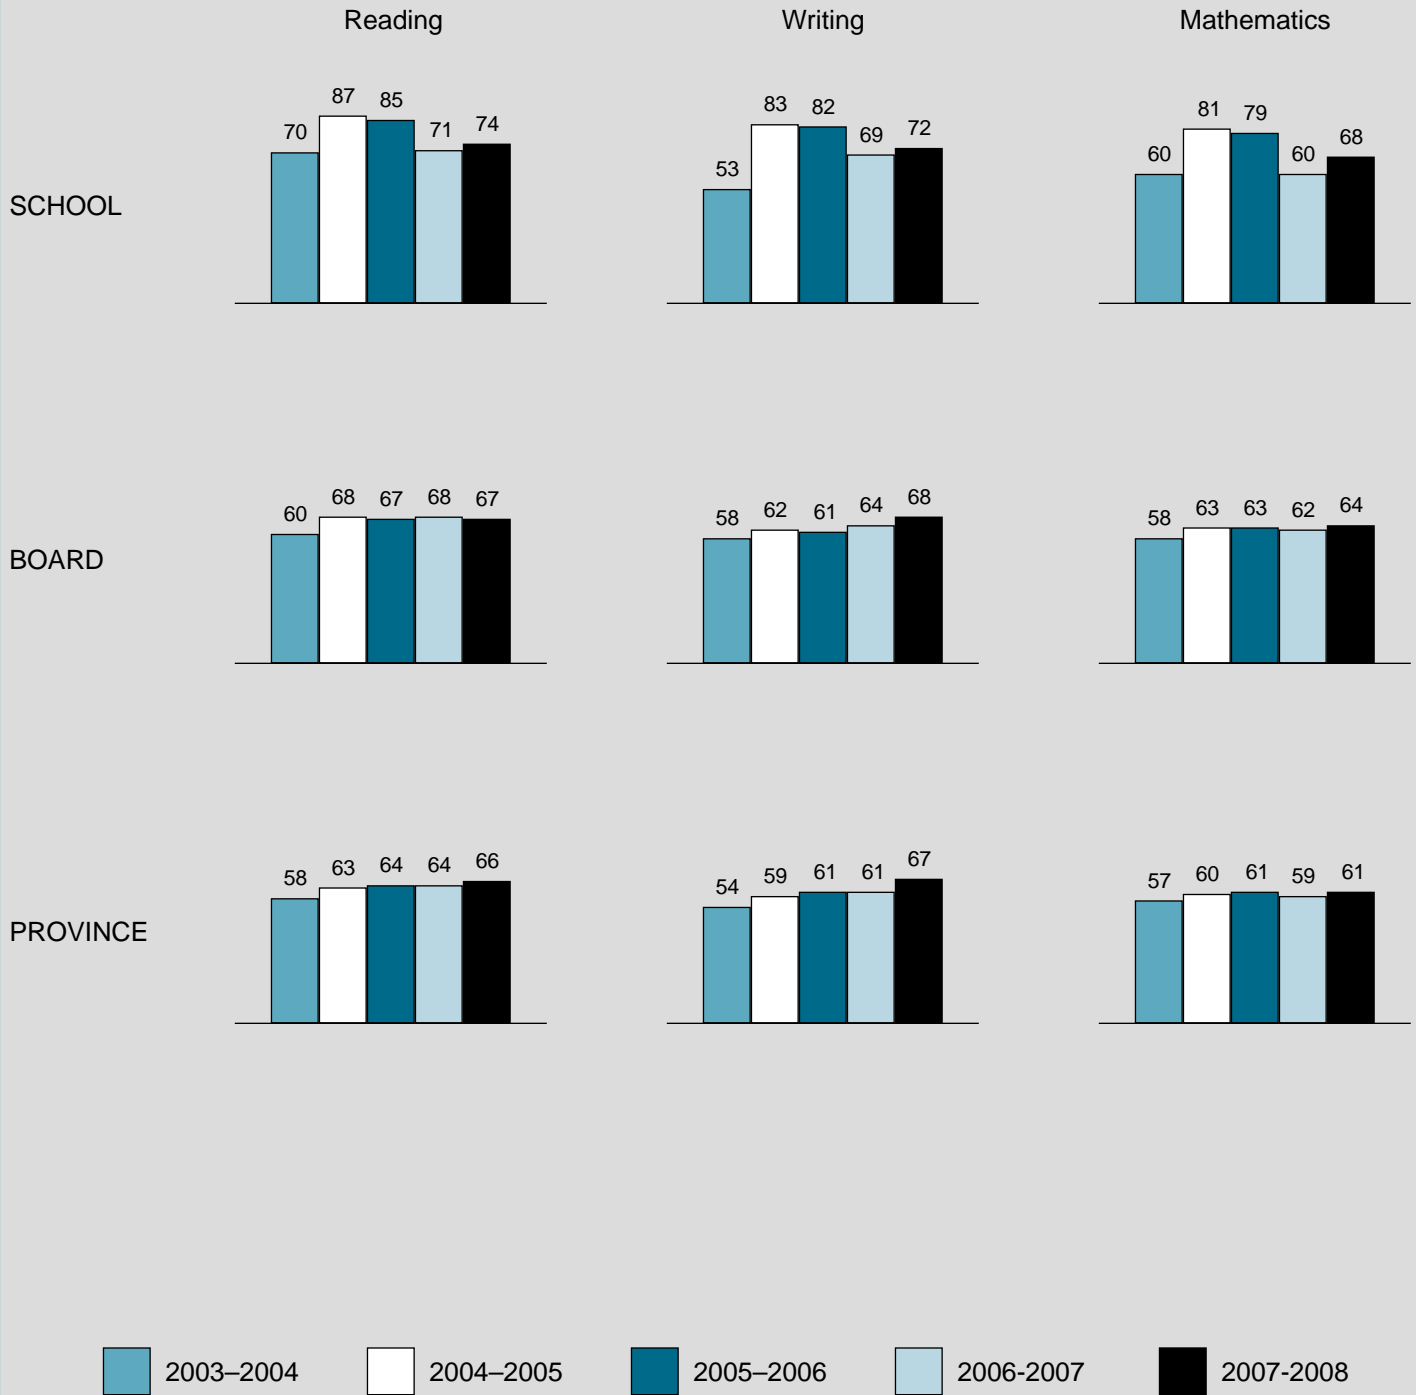 Reading Writing Mathematics
SCHOOL
70 87 85 71 74
53 83 82 69 72
60 81 79 60 68
BOARD
60 68 67 68 67
58 62 61 64 68
58 63 63 62 64
PROVINCE
58 63 64 64 66
54 59 61 61 67
57 60 61 59 61
2003–2004 2004–2005 2005–2006 2006-2007 2007-2008